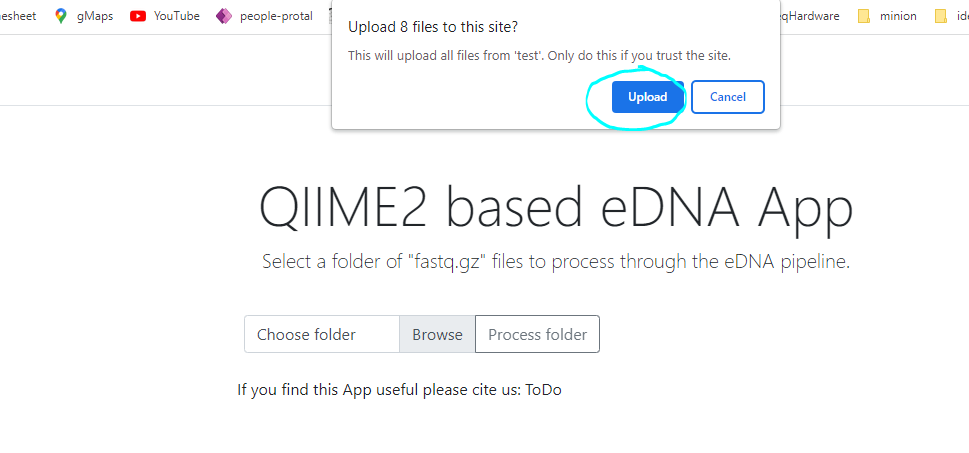 esheet gMaps YouTube people-protal eqHardware minion ide
Upload 8 files to this site?
This will upload all files from 'test'. Only do this if you trust the site.
Upload Cancel
QIIME2 based eDNA App
Select a folder of "fastq.gz" files to process through the eDNA pipeline.
Choose folder Browse Process folder
If you find this App useful please cite us: ToDo